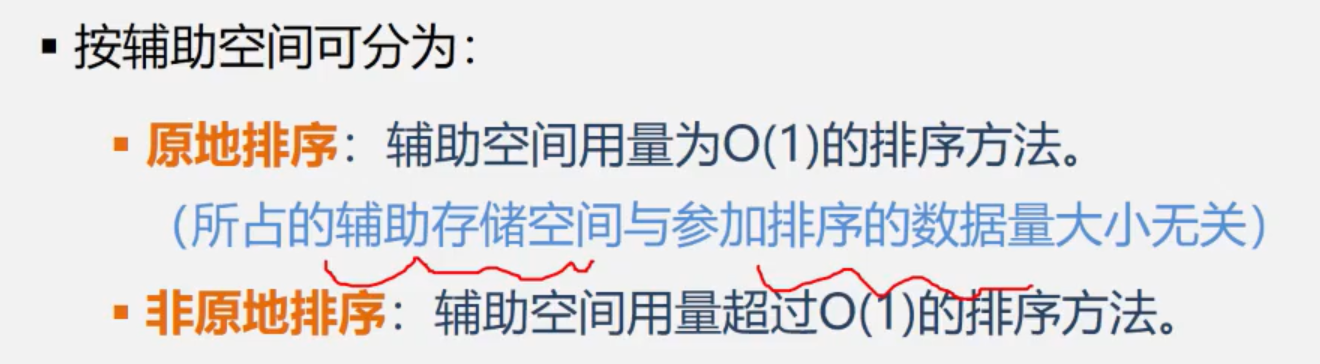 ▪ 按辅助空间可分为：
▪ 原地排序：辅助空间用量为O(1)的排序方法。
（所占的辅助存储空间与参加排序的数据量大小无关）
▪ 非原地排序：辅助空间用量超过O(1)的排序方法。